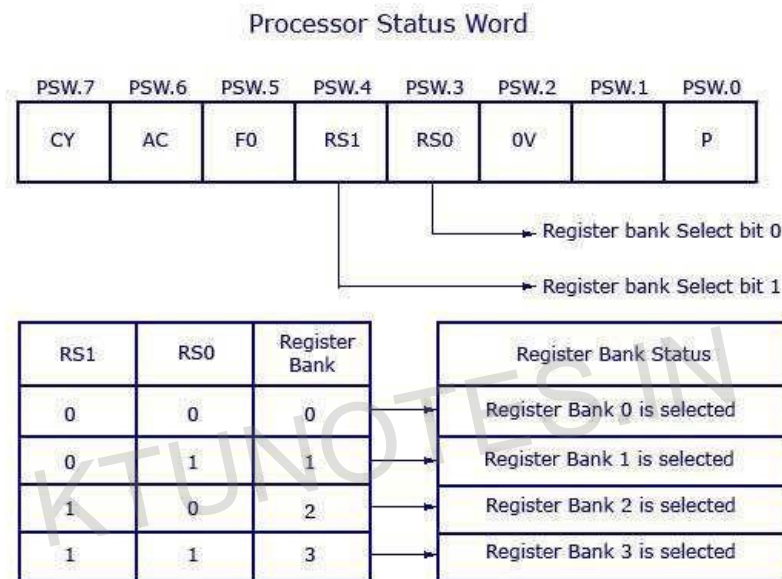 Processor Status Word
PSW.7 PSW.6 PSW.5 PSW.4 PSW.3 PSW.2 PSW.1 PSW.0
CY AC F0 RS1 RS0 0V P
Register bank Select bit 0
Register bank Select bit 1
RS1 RS0 Register Bank Register Bank Status
0 0 0 Register Bank 0 is selected
0 1 1 Register Bank 1 is selected
1 0 2 Register Bank 2 is selected
1 1 3 Register Bank 3 is selected
KTUNOTES.IN